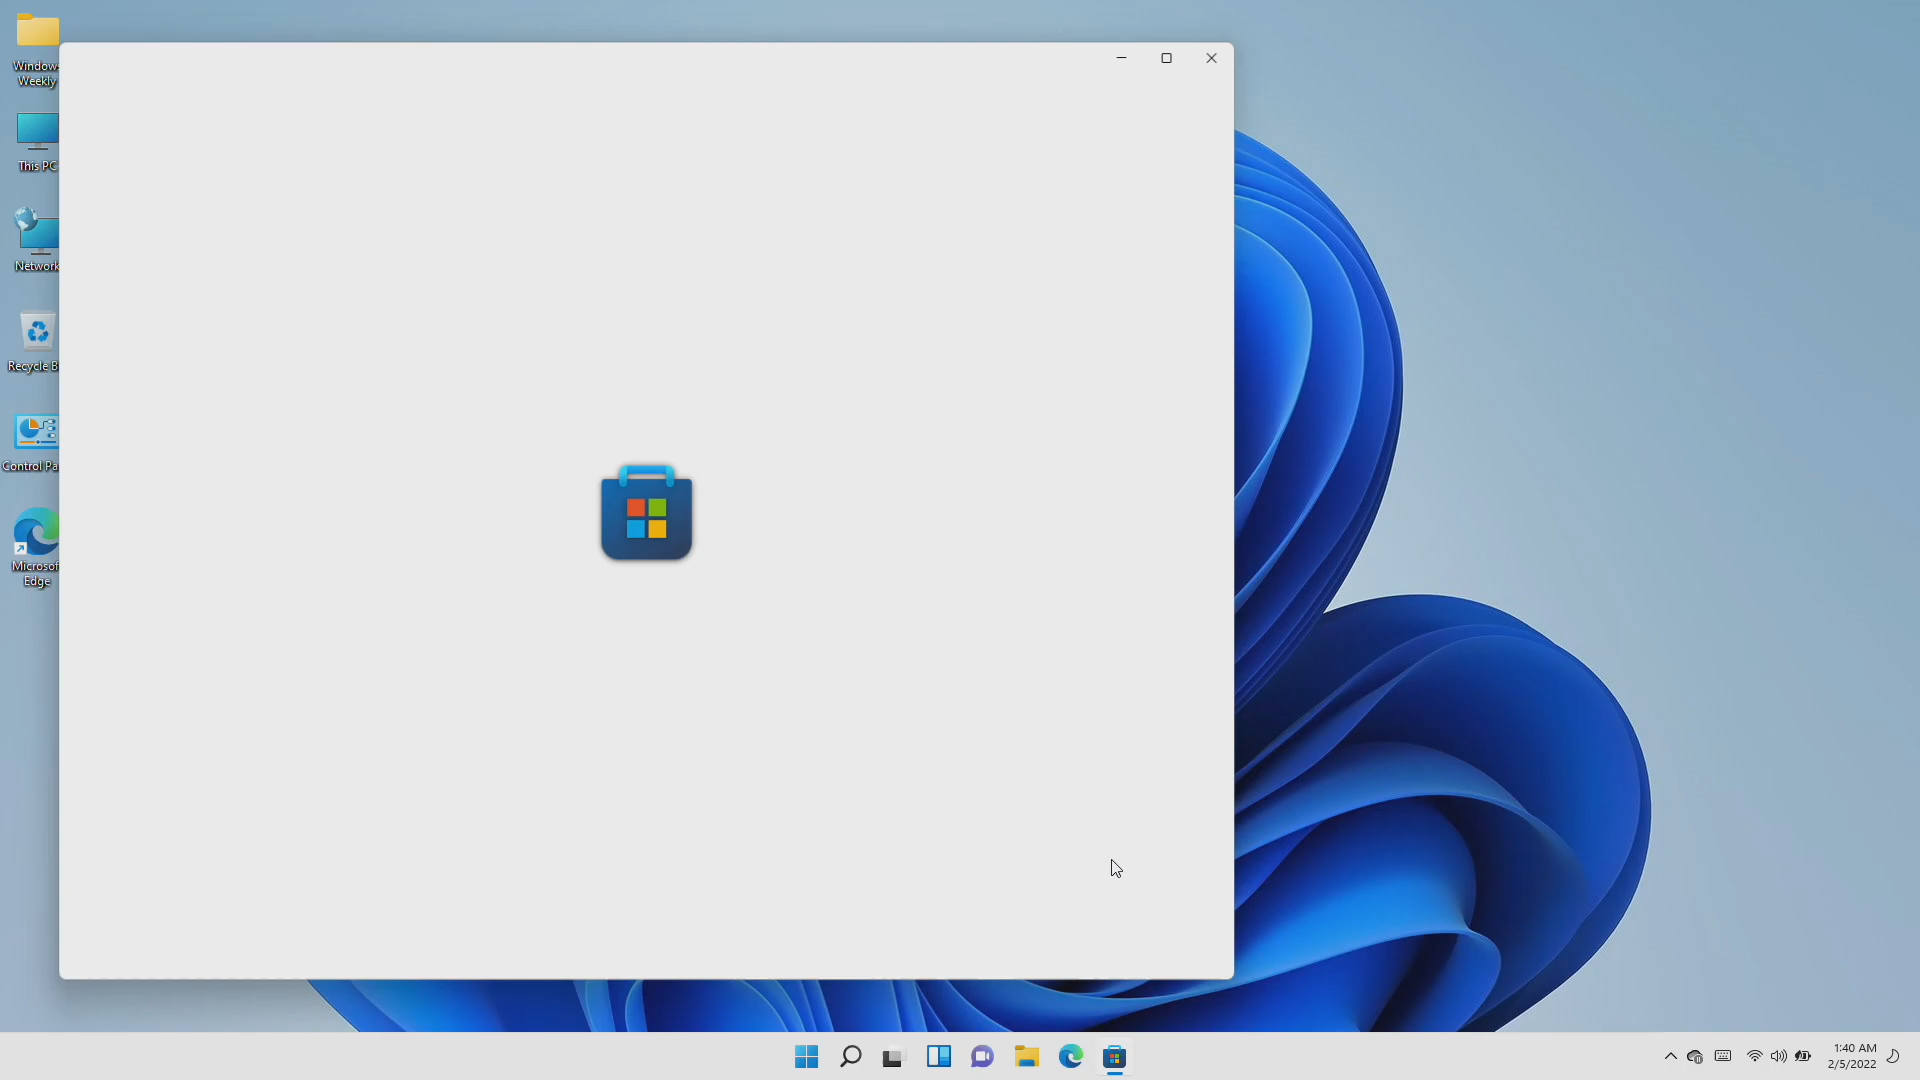 Windows
Weekly
This PC
Network
Recycle B
Control Pa
Microsof
Edge
1:40 AM
2/5/2022